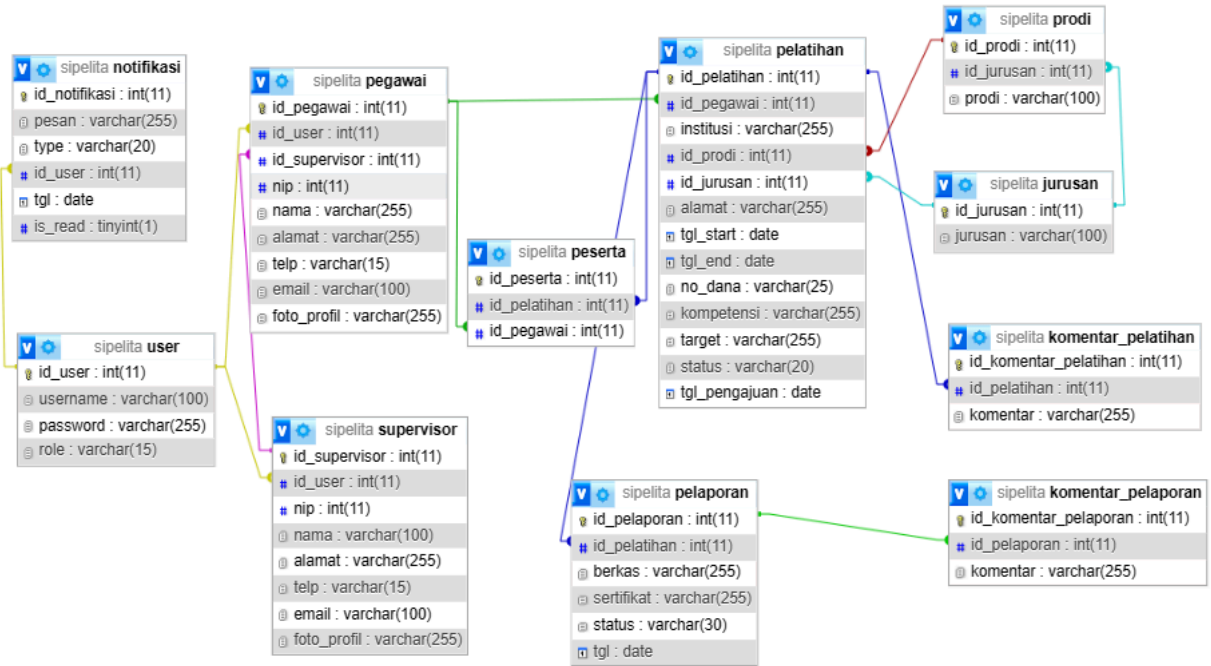 sipelita notifikasi
id_notifikasi : int(11)
pesan : varchar(255)
type : varchar(20)
id_user : int(11)
tgl : date
is_read : tinyint(1)
sipelita user
id_user : int(11)
username : varchar(100)
password : varchar(255)
role : varchar(15)
sipelita pegawai
id_pegawai : int(11)
id_user : int(11)
id_supervisor : int(11)
nip : int(11)
nama : varchar(255)
alamat : varchar(255)
telp : varchar(15)
email : varchar(100)
foto_profil : varchar(255)
sipelita supervisor
id_supervisor : int(11)
id_user : int(11)
nip : int(11)
nama : varchar(100)
alamat : varchar(255)
telp : varchar(15)
email : varchar(100)
foto_profil : varchar(255)
sipelita peserta
id_peserta : int(11)
id_pelatihan : int(11)
id_pegawai : int(11)
sipelita pelatihan
id_pelatihan : int(11)
id_pegawai : int(11)
institusi : varchar(255)
id_prodi : int(11)
id_jurusan : int(11)
alamat : varchar(255)
tgl_start : date
tgl_end : date
no_dana : varchar(25)
kompetensi : varchar(255)
target : varchar(255)
status : varchar(20)
tgl_pengajuan : date
sipelita pelaporan
id_pelaporan : int(11)
id_pelatihan : int(11)
berkas : varchar(255)
sertifikat : varchar(255)
status : varchar(30)
tgl : date
sipelita prodi
id_prodi : int(11)
id_jurusan : int(11)
prodi : varchar(100)
sipelita jurusan
id_jurusan : int(11)
jurusan : varchar(100)
sipelita komentar_pelatihan
id_komentar_pelatihan : int(11)
id_pelatihan : int(11)
komentar : varchar(255)
sipelita komentar_pelaporan
id_komentar_pelaporan : int(11)
id_pelaporan : int(11)
komentar : varchar(255)